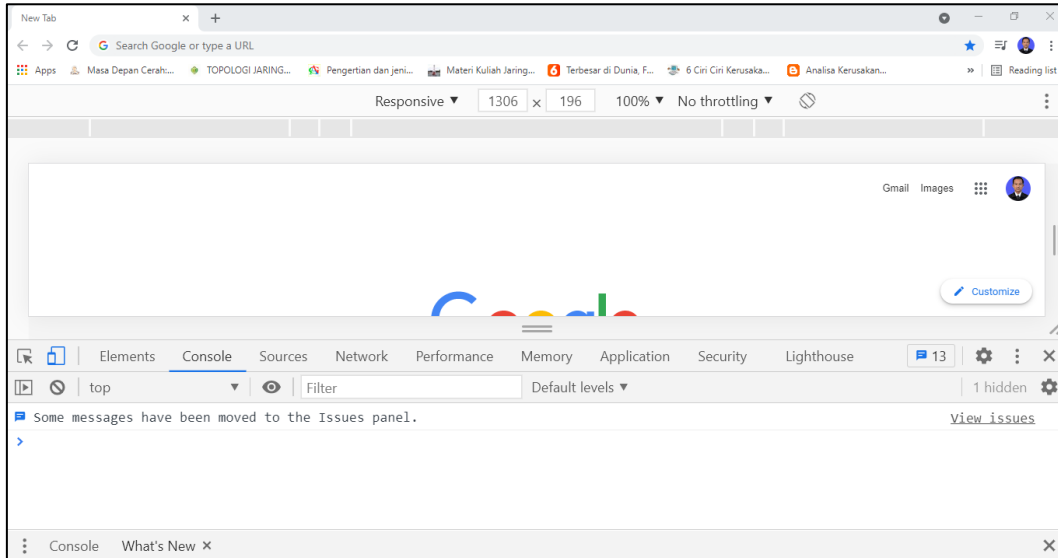 New Tab
Search Google or type a URL
Apps Masa Depan Cerah:... TOPOLOGI JARING... Pengertian dan jeni... Materi Kuliah Jaring... Terbesar di Dunia, F... 6 Ciri Ciri Kerusaka... Analisa Kerusakan... » Reading list
Responsive ▼ 1306 × 196 100% ▼ No throttling ▼
Gmail Images
Customize
Google
Elements Console Sources Network Performance Memory Application Security Lighthouse 13
top ▼ Filter Default levels ▼ 1 hidden
Some messages have been moved to the Issues panel. View issues
>
Console What's New ×